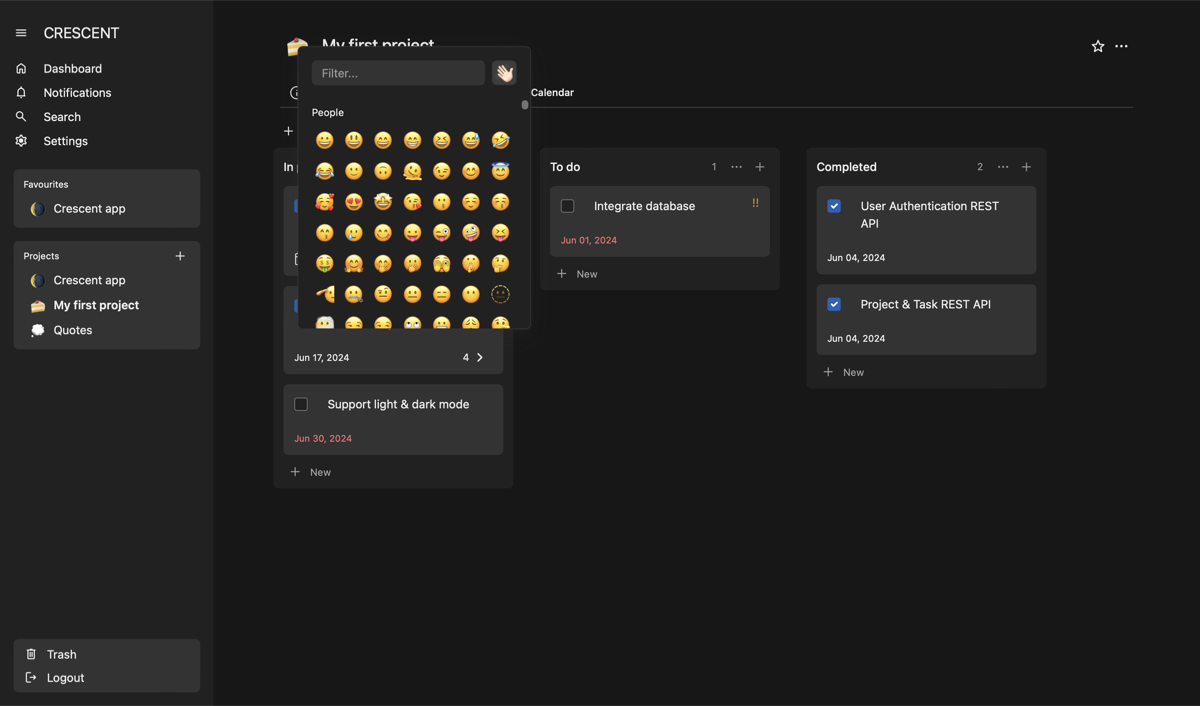 CRESCENT
Dashboard
Notifications
Search
Settings
Favourites
Crescent app
Projects
Crescent app
My first project
Quotes
Trash
Logout
My first project
Calendar
Filter...
People
In
Jun 17, 2024
4
Support light & dark mode
Jun 30, 2024
New
To do
1
Integrate database
!!
Jun 01, 2024
New
Completed
2
User Authentication REST
API
Jun 04, 2024
Project & Task REST API
Jun 04, 2024
New